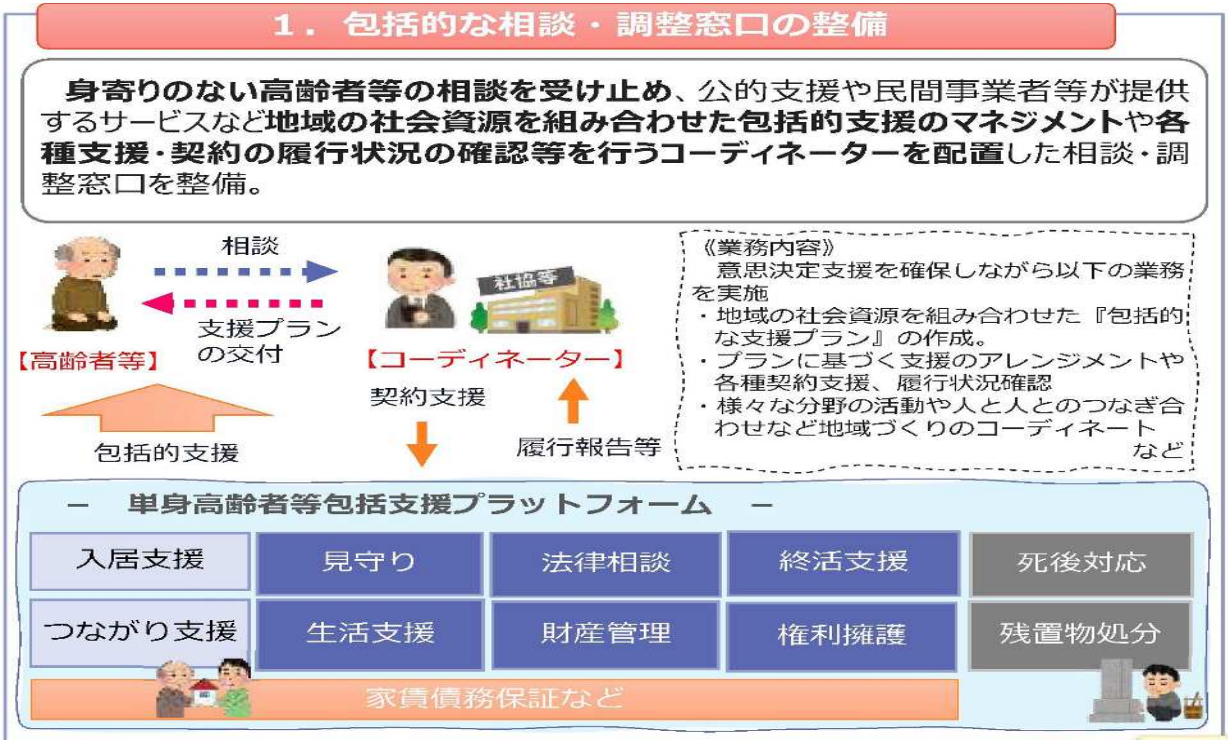 １．包括的な相談・調整窓口の整備
身寄りのない高齢者等の相談を受け止め、公的支援や民間事業者等が提供
するサービスなど地域の社会資源を組み合わせた包括的支援のマネジメントや各
種支援・契約の履行状況の確認等を行うコーディネーターを配置した相談・調
整窓口を整備。
相談
支援プラン
の交付
【高齢者等】
社協等
【コーディネーター】
契約支援
履行報告等
包括的支援
《業務内容》
意思決定支援を確保しながら以下の業務
を実施
・地域の社会資源を組み合わせた『包括的
な支援プラン』の作成。
・プランに基づく支援のアレンジメントや
各種契約支援、履行状況確認
・様々な分野の活動や人と人とのつなぎ合
わせなど地域づくりのコーディネート
など
－ 単身高齢者等包括支援プラットフォーム －
入居支援 見守り 法律相談 終活支援 死後対応
つながり支援 生活支援 財産管理 権利擁護 残置物処分
家賃債務保証など